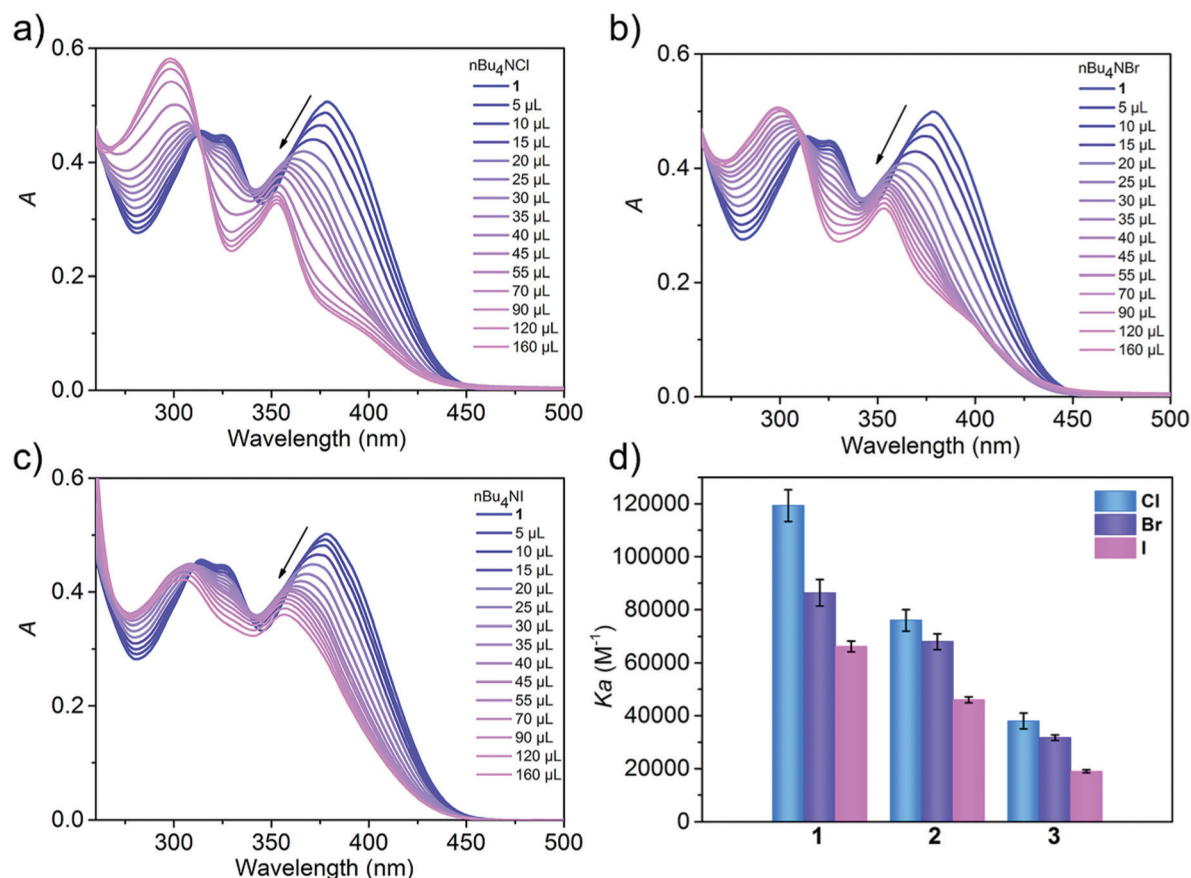 a)
0.6
0.4
0.2
0.0
A
300
350
400
450
500
Wavelength (nm)
nBu4NCl
1
5 µL
10 µL
15 µL
20 µL
25 µL
30 µL
35 µL
40 µL
45 µL
55 µL
70 µL
90 µL
120 µL
160 µL
b)
0.6
0.4
0.2
0.0
A
300
350
400
450
500
Wavelength (nm)
nBu4NBr
1
5 µL
10 µL
15 µL
20 µL
25 µL
30 µL
35 µL
40 µL
45 µL
55 µL
70 µL
90 µL
120 µL
160 µL
c)
0.6
0.4
0.2
0.0
A
300
350
400
450
500
Wavelength (nm)
nBu4NI
1
5 µL
10 µL
15 µL
20 µL
25 µL
30 µL
35 µL
40 µL
45 µL
55 µL
70 µL
90 µL
120 µL
160 µL
d)
120000
100000
80000
60000
40000
20000
0
Ka (M-1)
1
2
3
Cl
Br
I